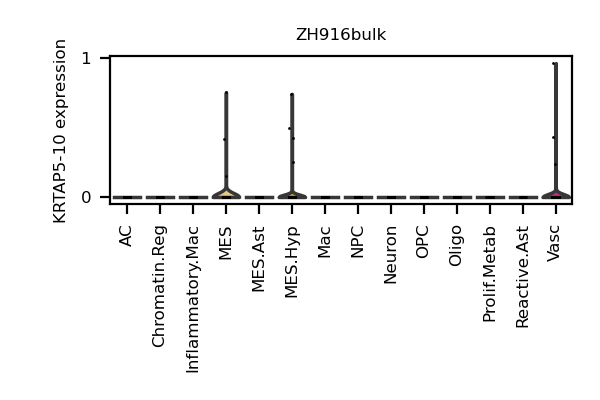 ZH916bulk
KRTAP5-10 expression
1
0
AC
Chromatin.Reg
Inflammatory.Mac
MES
MES.Ast
MES.Hyp
Mac
NPC
Neuron
OPC
Oligo
Prolif.Metab
Reactive.Ast
Vasc